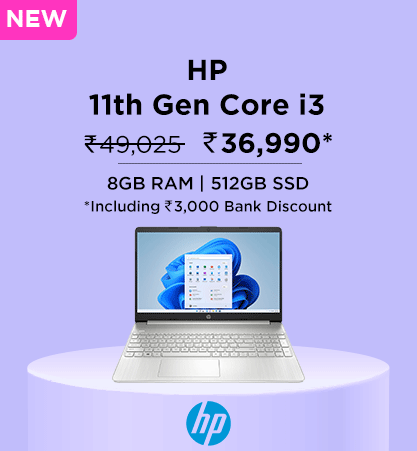 NEW
HP
11th Gen Core i3
₹49,025 ₹36,990*
8GB RAM | 512GB SSD
*Including ₹3,000 Bank Discount
hp